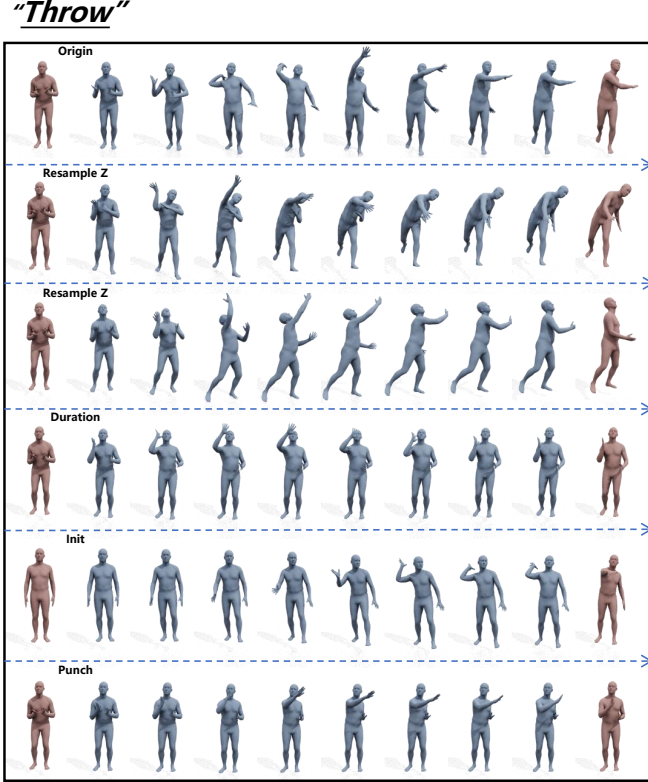 "Throw"
Origin
Resample Z
Resample Z
Duration
Init
Punch